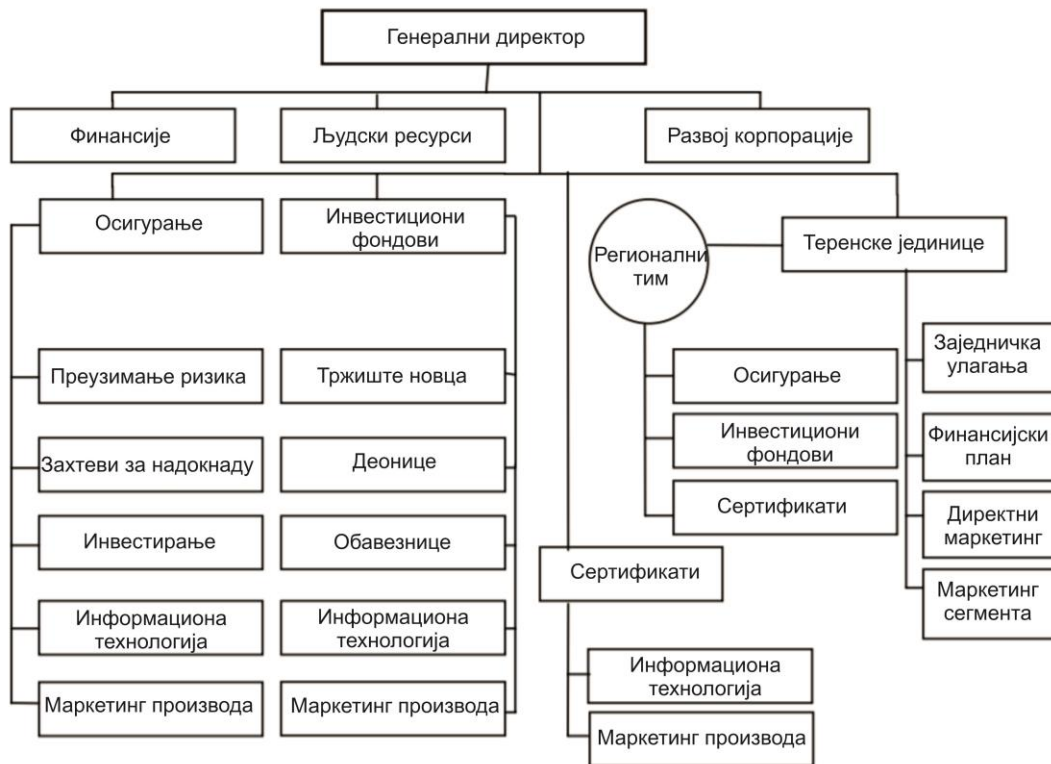 Генерални директор
Финансије
Људски ресурси
Развој корпорације
Осигурање
Инвестициони
фондови
Регионални
тим
Теренске јединице
Преузимање ризика
Тржиште новца
Осигурање
Заједничка
улагања
Захтеви за надокнаду
Деонице
Инвестициони
фондови
Финансијски
план
Инвестирање
Обавезнице
Сертификати
Директни
маркетинг
Сертификати
Маркетинг
сегмента
Информациона
технологија
Информациона
технологија
Информациона
технологија
Маркетинг производа
Маркетинг производа
Маркетинг производа